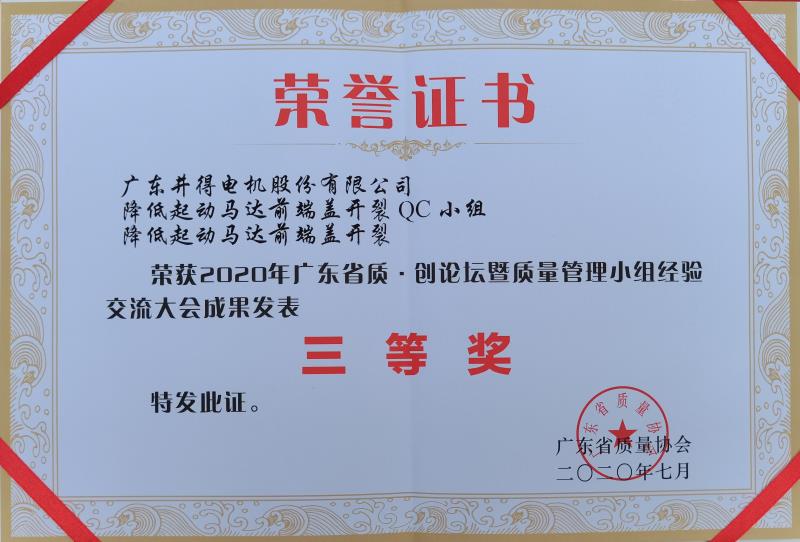 荣誉证书
广东井得电机股份有限公司
降低起动马达前端盖开裂 QC 小组
降低起动马达前端盖开裂
荣获2020年广东省质·创论坛暨质量管理小组经验
交流大会成果发表
三等奖
特发此证。
广东省质量协会
广东省质量协会
二〇二〇年七月